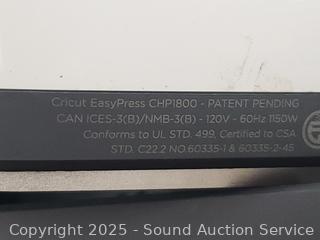 Cricut EasyPress CHP1800 - PATENT PENDING
CAN ICES-3(B)/NMB-3(B) - 120V - 60Hz 1150W
Conforms to UL STD. 499, Certified to CSA
STD. C22.2 NO.60335-1 & 60335-2-45
Copyright 2025 - Sound Auction Service